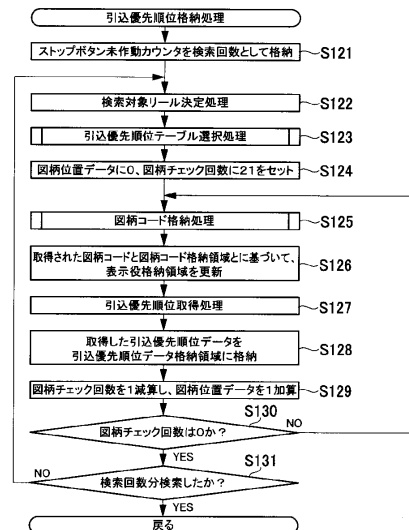 引込優先順位格納処理
ストップボタン未作動カウンタを検索回数として格納
S121
検索対象リール決定処理
S122
引込優先順位テーブル選択処理
S123
図柄位置データに0、図柄チェック回数に21をセット
S124
図柄コード格納処理
S125
取得された図柄コードと図柄コード格納領域とに基づいて、
表示役格納領域を更新
S126
引込優先順位取得処理
S127
取得した引込優先順位データを
引込優先順位データ格納領域に格納
S128
図柄チェック回数を1減算し、図柄位置データを1加算
S129
S130
図柄チェック回数は0か?
NO
YES
S131
NO
検索回数分検索したか?
YES
戻る